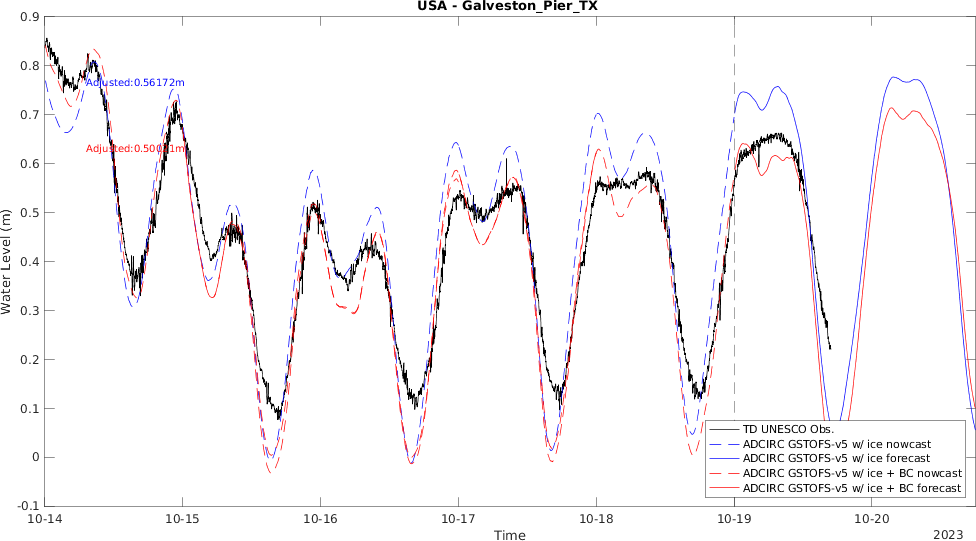 USA - Galveston_Pier_TX
0.9
0.8
0.7
0.6
0.5
0.4
0.3
0.2
0.1
0
-0.1
Water Level (m)
Adjusted:0.56172m
10-14
10-15
10-16
10-17
10-18
10-19
10-20
Time
2023
TD UNESCO Obs.
ADCIRC GSTOFS-v5 w/ ice nowcast
ADCIRC GSTOFS-v5 w/ ice forecast
ADCIRC GSTOFS-v5 w/ ice + BC nowcast
ADCIRC GSTOFS-v5 w/ ice + BC forecast